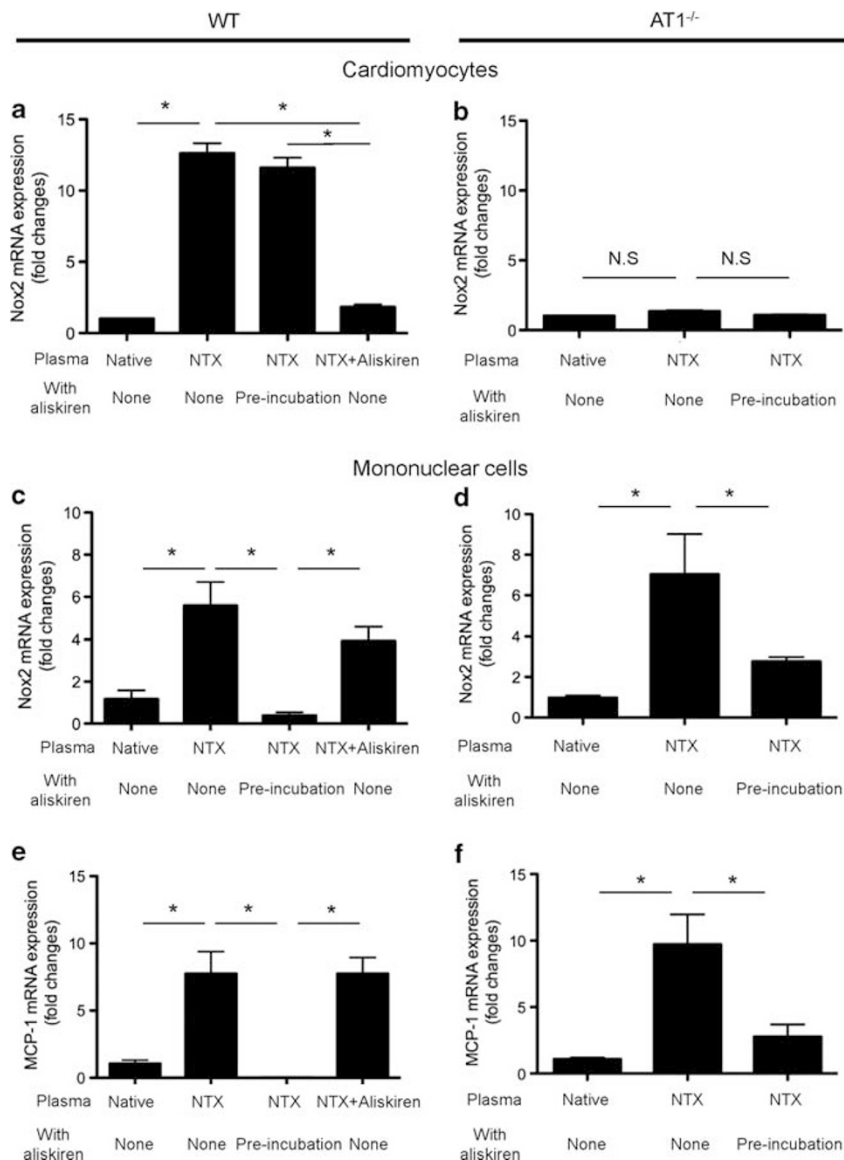 WT AT1-/-
Cardiomyocytes
a b
Nox2 mRNA expression
(fold changes)
15
10
5
0
* * *
Plasma Native NTX NTX NTX+Aliskiren
With
aliskiren
None None Pre-incubation None
Nox2 mRNA expression
(fold changes)
15
10
5
0
N.S N.S
Plasma Native NTX NTX
With
aliskiren
None None Pre-incubation
Mononuclear cells
c d
Nox2 mRNA expression
(fold changes)
10
8
6
4
2
0
* * *
Plasma Native NTX NTX NTX+Aliskiren
With
aliskiren
None None Pre-incubation None
Nox2 mRNA expression
(fold changes)
10
8
6
4
2
0
* *
Plasma Native NTX NTX
With
aliskiren
None None Pre-incubation
e f
MCP-1 mRNA expression
(fold changes)
15
10
5
0
* * *
Plasma Native NTX NTX NTX+Aliskiren
With
aliskiren
None None Pre-incubation None
MCP-1 mRNA expression
(fold changes)
15
10
5
0
* *
Plasma Native NTX NTX
With
aliskiren
None None Pre-incubation